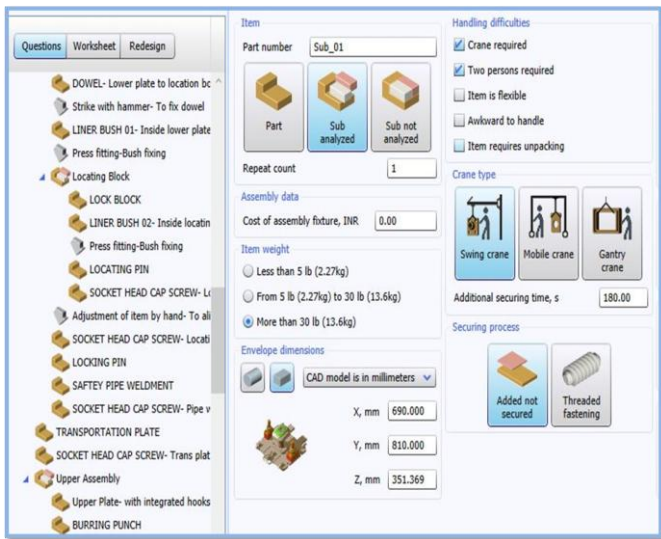 Questions Worksheet Redesign
DOWEL- Lower plate to location bc
Strike with hammer- To fix dowel
LINER BUSH 01- Inside lower plate
Press fitting-Bush fixing
Locating Block
LOCK BLOCK
LINER BUSH 02- Inside locatin
Press fitting-Bush fixing
LOCATING PIN
SOCKET HEAD CAP SCREW- Lc
Adjustment of item by hand- To ali
SOCKET HEAD CAP SCREW- Locati
LOCKING PIN
SAFTEY PIPE WELDMENT
SOCKET HEAD CAP SCREW- Pipe w
TRANSPORTATION PLATE
SOCKET HEAD CAP SCREW- Trans plat
Upper Assembly
Upper Plate- with integrated hooks
BURRING PUNCH
Item
Part number Sub_01
Part
Sub analyzed
Sub not analyzed
Repeat count 1
Assembly data
Cost of assembly fixture, INR 0.00
Item weight
Less than 5 lb (2.27kg)
From 5 lb (2.27kg) to 30 lb (13.6kg)
More than 30 lb (13.6kg)
Envelope dimensions
CAD model is in millimeters
X, mm 690.000
Y, mm 810.000
Z, mm 351.369
Handling difficulties
Crane required
Two persons required
Item is flexible
Awkward to handle
Item requires unpacking
Crane type
Swing crane
Mobile crane
Gantry crane
Additional securing time, s 180.00
Securing process
Added not secured
Threaded fastening